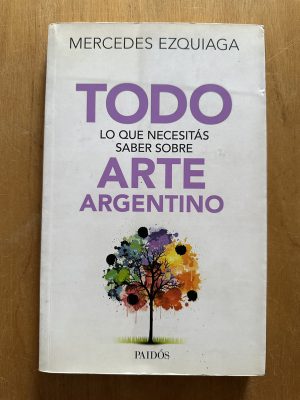 MERCEDES EZQUIAGA
TODO
LO QUE NECESITÁS
SABER SOBRE
ARTE
ARGENTINO
PAIDÓS